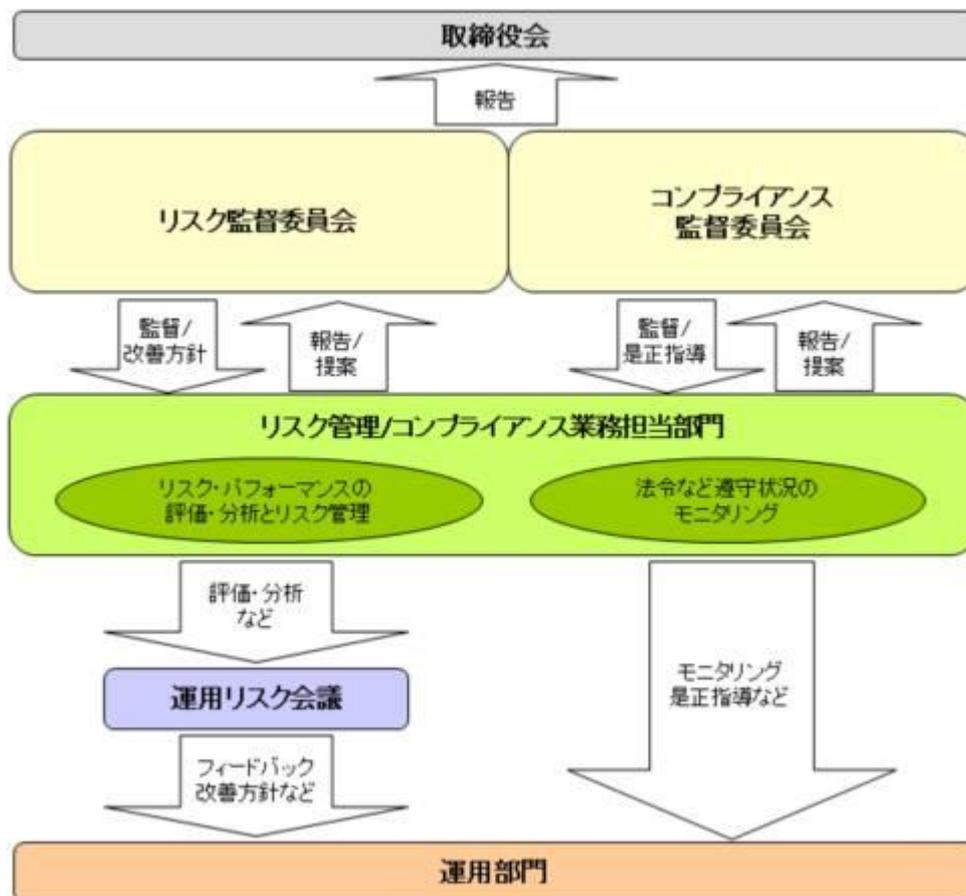 取締役会
報告
リスク監督委員会
コンプライアンス
監督委員会
監督/
改善方針
報告/
提案
監督/
是正指導
報告/
提案
リスク管理/コンプライアンス業務担当部門
リスク・パフォーマンスの
評価・分析とリスク管理
法令など遵守状況の
モニタリング
評価・分析
など
運用リスク会議
モニタリング
是正指導など
フィードバック
改善方針など
運用部門